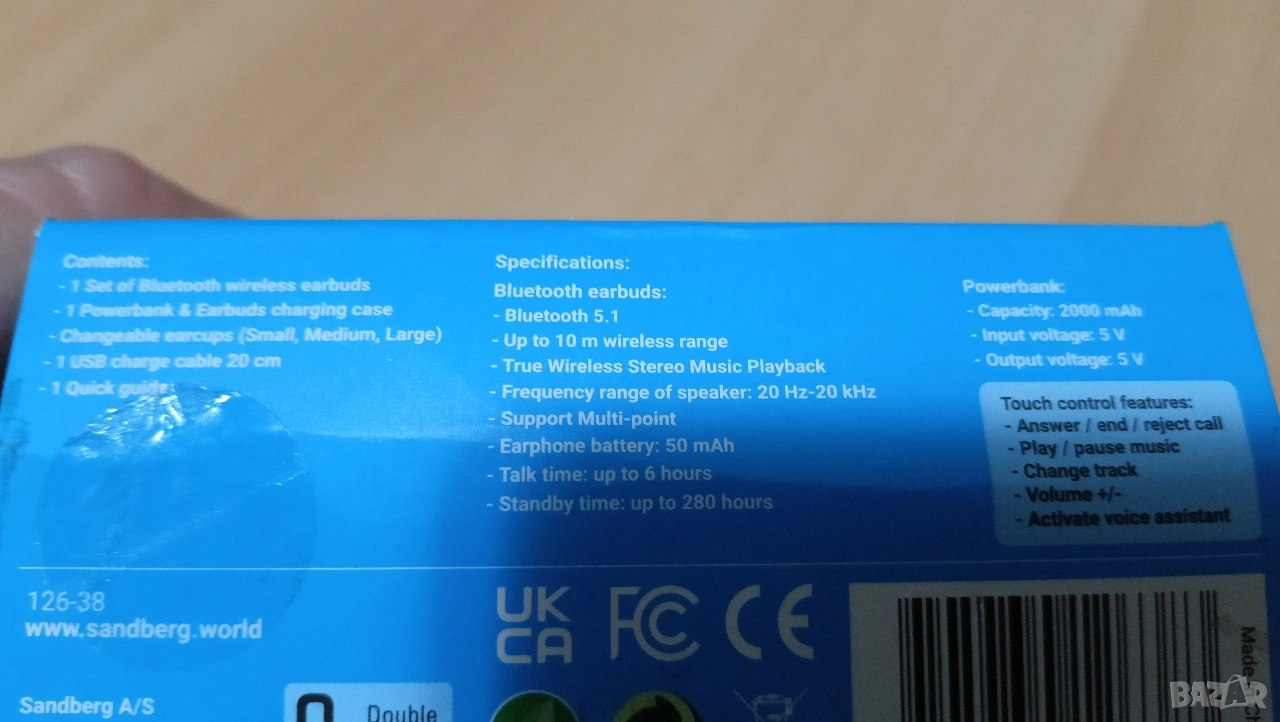 Contents:
- 1 Set of Bluetooth wireless earbuds
- 1 Powerbank & Earbuds charging case
- Changeable earcups (Small, Medium, Large)
- 1 USB charge cable 20 cm
- 1 Quick guide
Specifications:
Bluetooth earbuds:
- Bluetooth 5.1
- Up to 10 m wireless range
- True Wireless Stereo Music Playback
- Frequency range of speaker: 20 Hz-20 kHz
- Support Multi-point
- Earphone battery: 50 mAh
- Talk time: up to 6 hours
- Standby time: up to 280 hours
Powerbank:
- Capacity: 2000 mAh
- Input voltage: 5 V
- Output voltage: 5 V
Touch control features:
- Answer / end / reject call
- Play / pause music
- Change track
- Volume +/-
- Activate voice assistant
126-38
www.sandberg.world
UK
CA
FC CE
Sandberg A/S
Double
Made
BAZAR